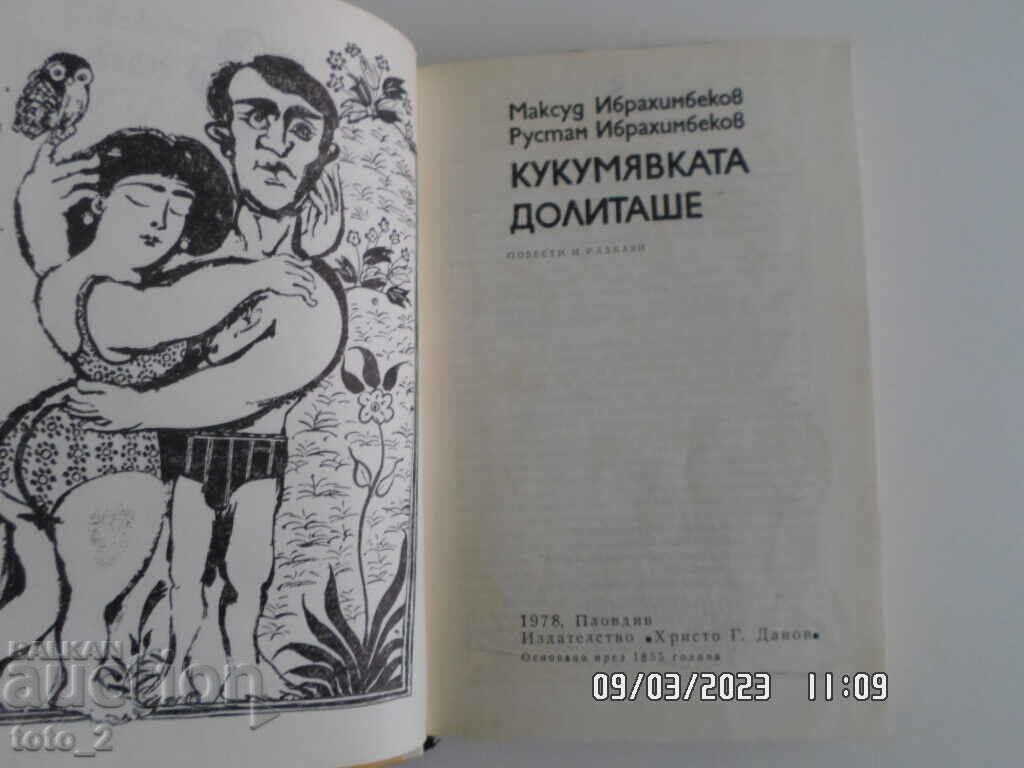 Максуд Ибрахимбеков
Рустам Ибрахимбеков
КУКУМЯВКАТА
ДОЛИТАШЕ
ПОВЕСТИ И РАЗКАЗИ
1978, Пловдив
Издателство «Христо Г. Данов»
Основано през 1855 година
BALKAN
auction
toto_2
09/03/2023 11:09